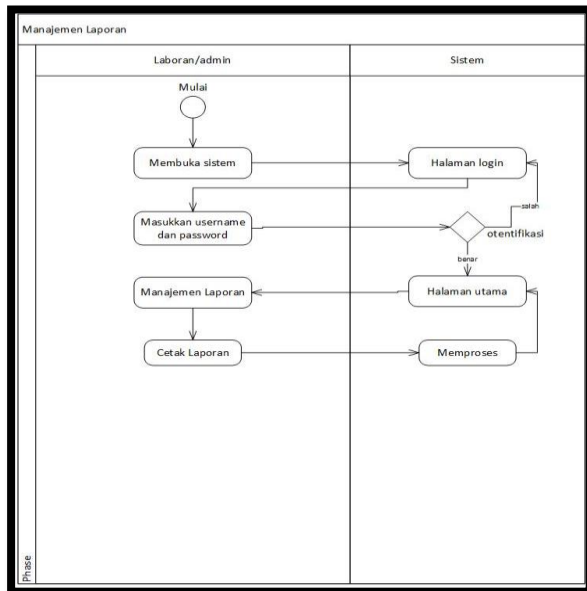 Manajemen Laporan
Laboran/admin
Sistem
Mulai
Membuka sistem
Halaman login
salah
Masukkan username
dan password
otentifikasi
benar
Manajemen Laporan
Halaman utama
Cetak Laporan
Memproses
Phase